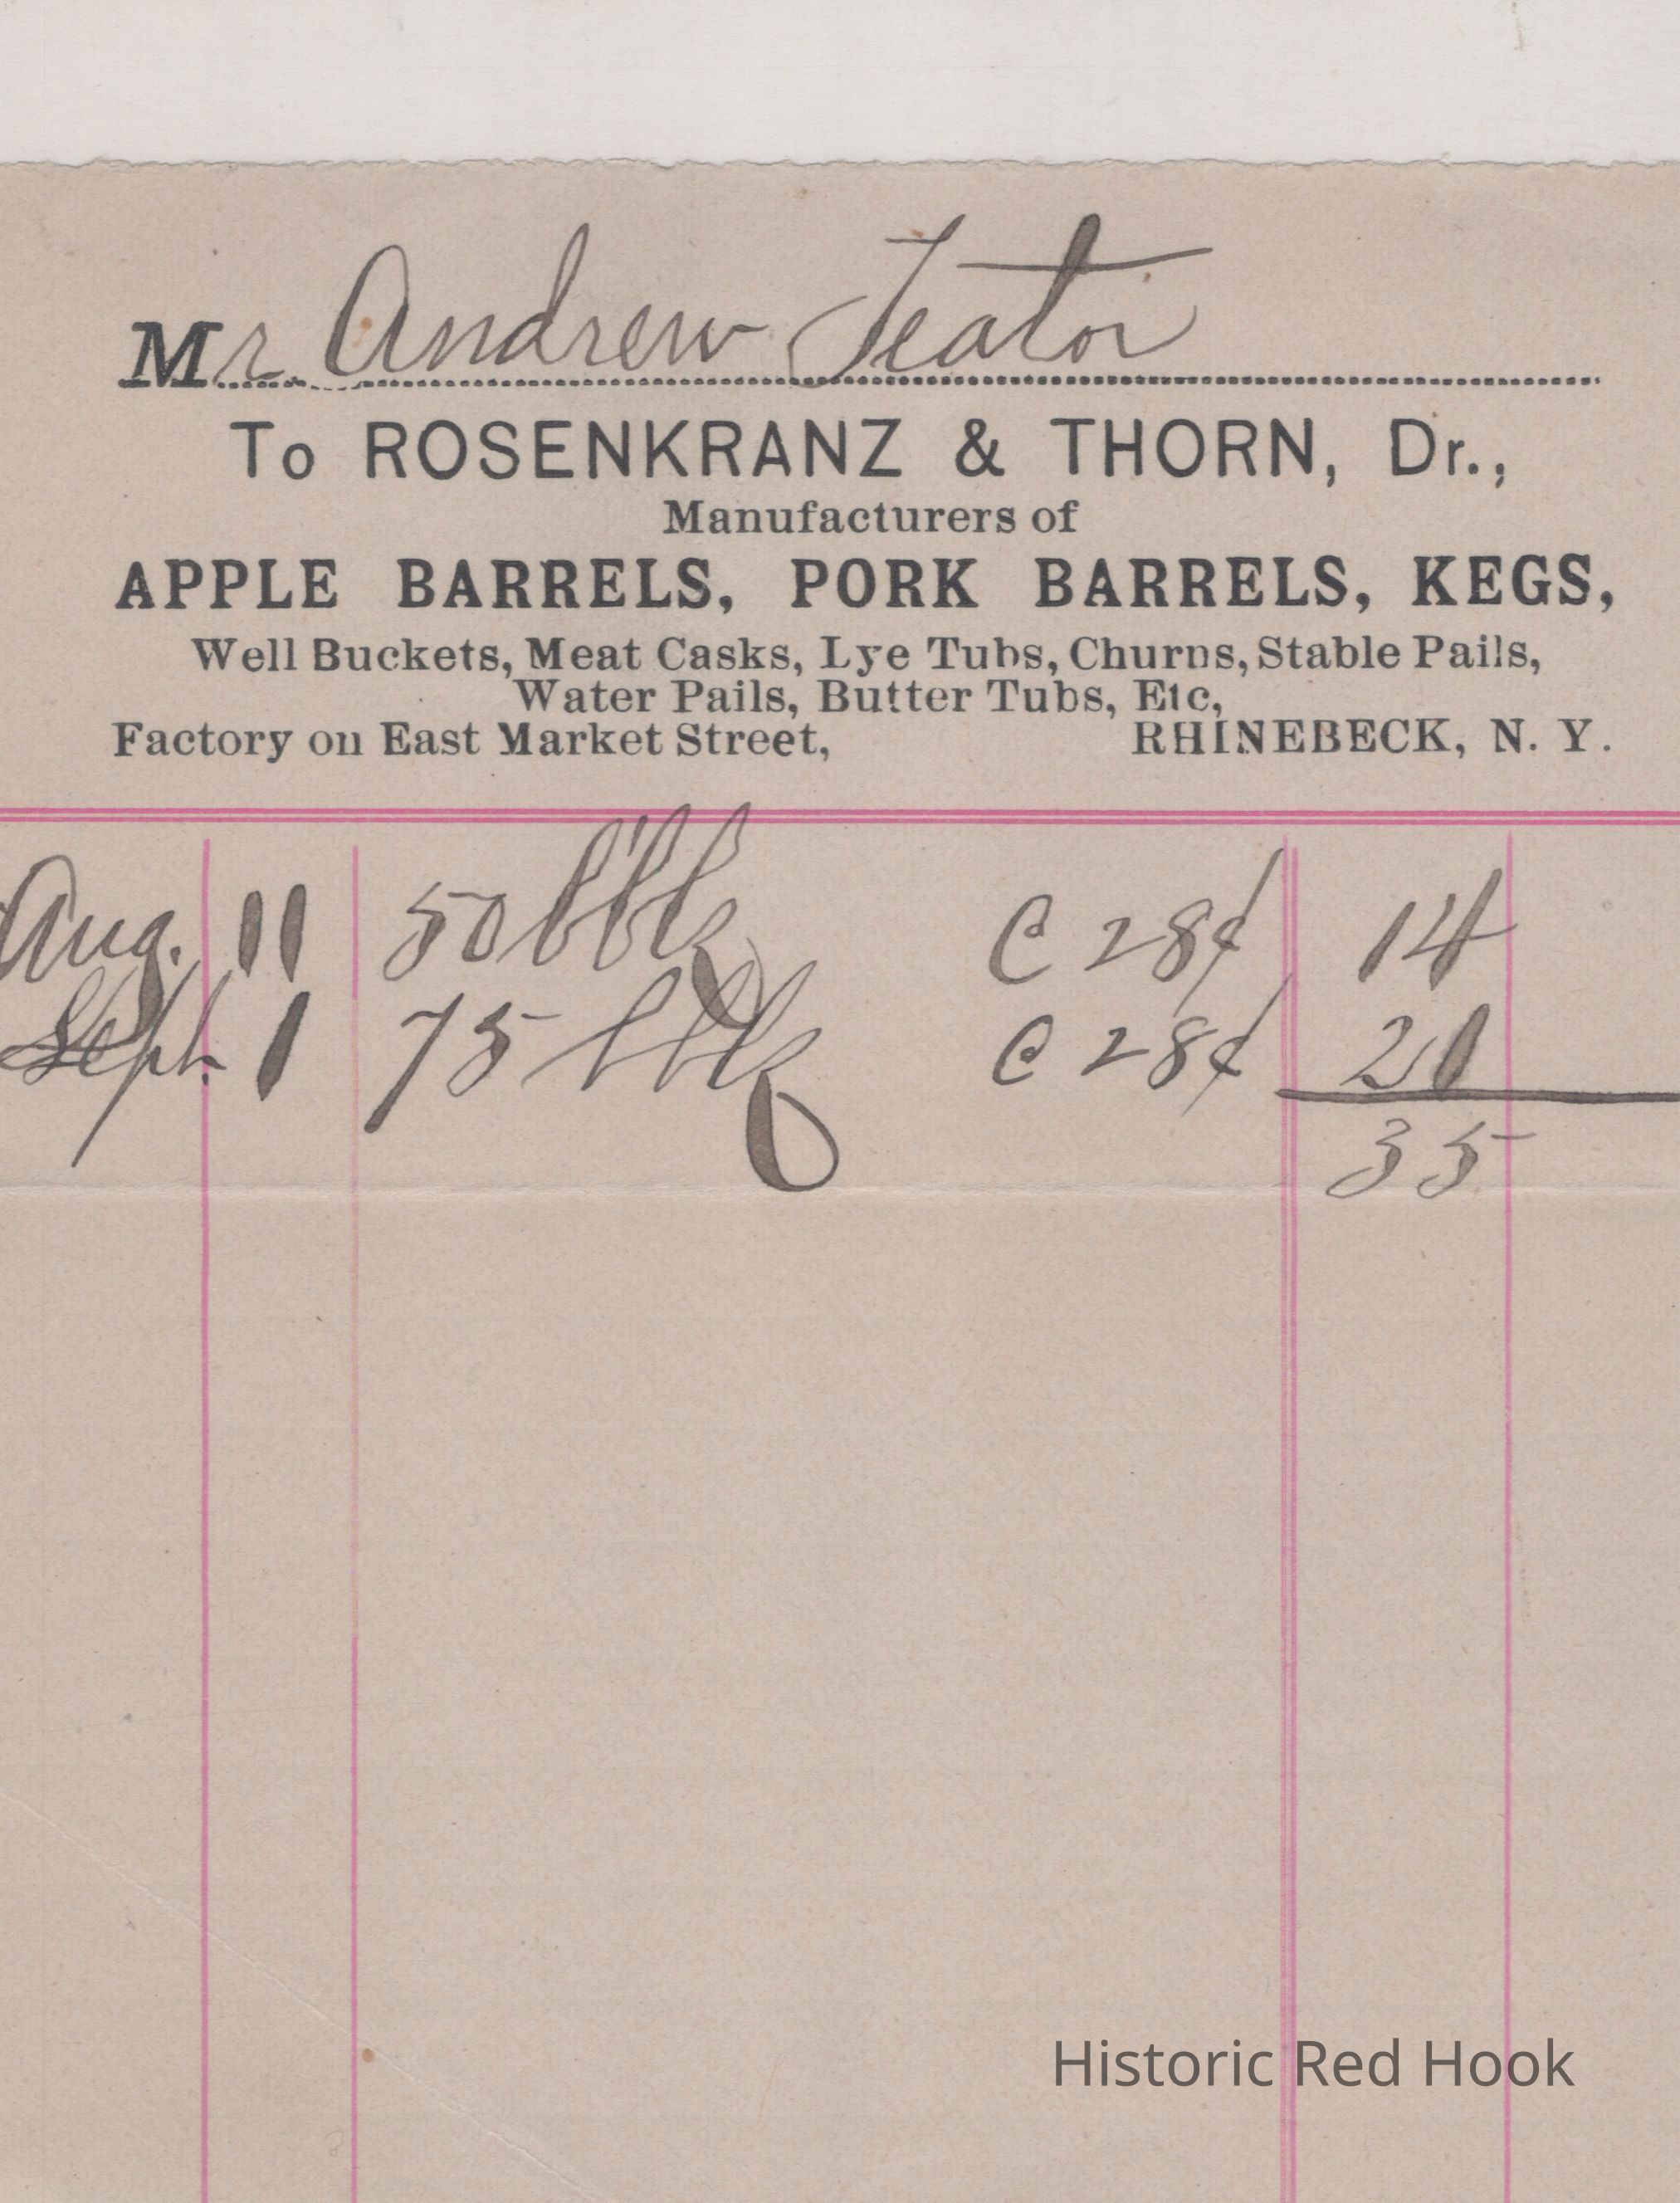 Mr. Andrew Teator
To ROSENKRANZ & THORN, Dr.,
Manufacturers of
APPLE BARRELS, PORK BARRELS, KEGS,
Well Buckets, Meat Casks, Lye Tubs, Churns, Stable Pails,
Water Pails, Butter Tubs, Etc,
Factory on East Market Street, RHINEBECK, N. Y.
Aug. 11 50 bbls @ 28¢ 14
Sept. 1 75 bbls @ 28¢ 21
35
Historic Red Hook